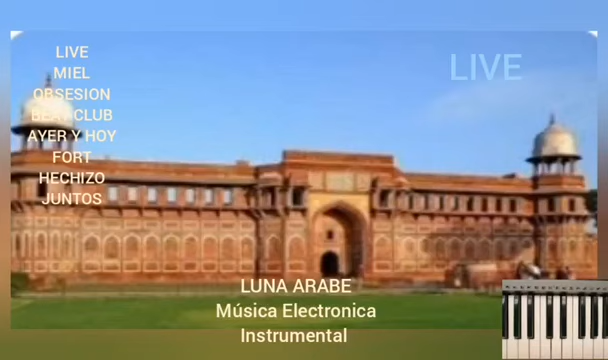 LIVE
MIEL
OBSESION
BEAT CLUB
AYER Y HOY
FORT
HECHIZO
JUNTOS
LIVE
LUNA ARABE
Música Electronica
Instrumental